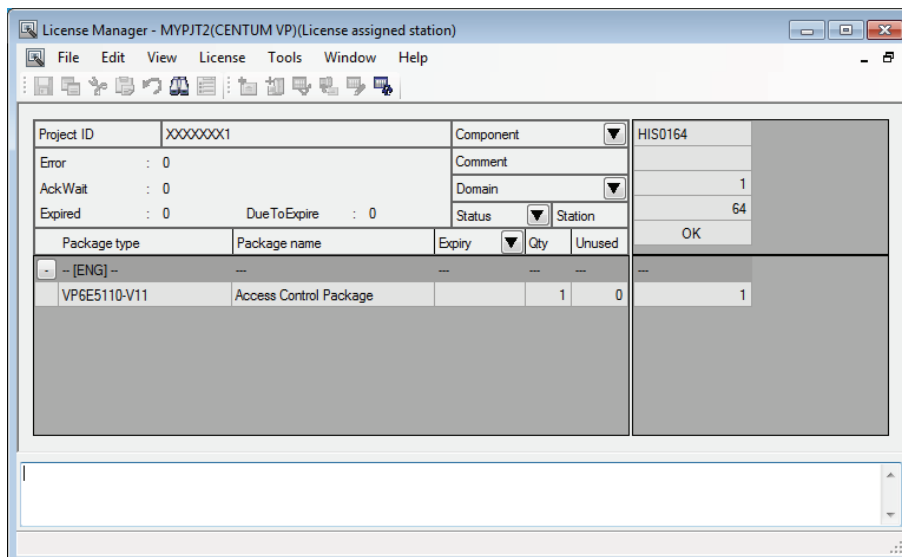 License Manager - MYPJT2(CENTUM VP)(License assigned station)
File Edit View License Tools Window Help
Project ID XXXXXXX1 Component HIS0164
Error : 0 Comment
AckWait : 0 Domain 1
Expired : 0 DueToExpire : 0 Status Station 64
Package type Package name Expiry Qty Unused OK
- -- [ENG] -- --- --- --- --- ---
VP6E5110-V11 Access Control Package 1 0 1